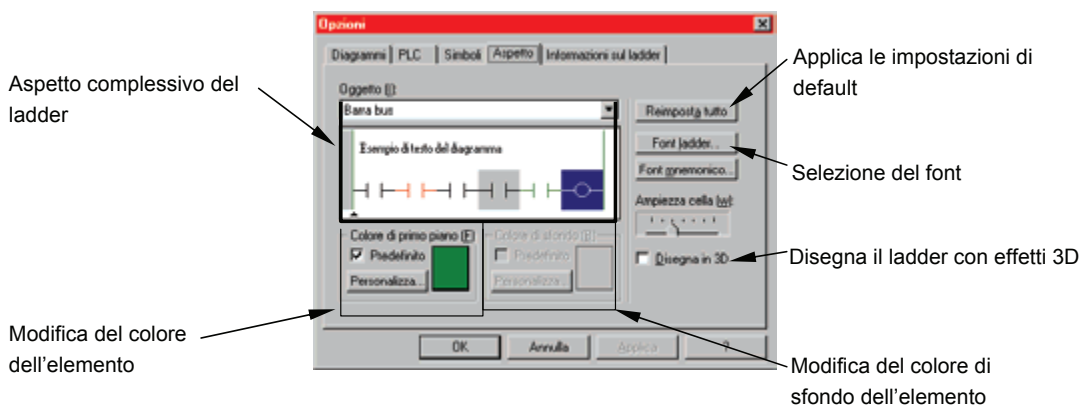 Opzioni
Diagrammi PLC Simboli Aspetto Informazioni sul ladder
Oggetto (j):
Barra bus
Esempio di testo del diagramma
Colore di primo piano (F)
Predefinito
Personalizza...
Colore di sfondo (B)
Predefinito
Personalizza...
Reimposta tutto
Font ladder...
Font mnemonico...
Ampiezza cella (w):
Disegna in 3D
OK
Annulla
Applica
?
Aspetto complessivo del
ladder
Modifica del colore
dell'elemento
Applica le impostazioni di
default
Selezione del font
Disegna il ladder con effetti 3D
Modifica del colore di
sfondo dell'elemento